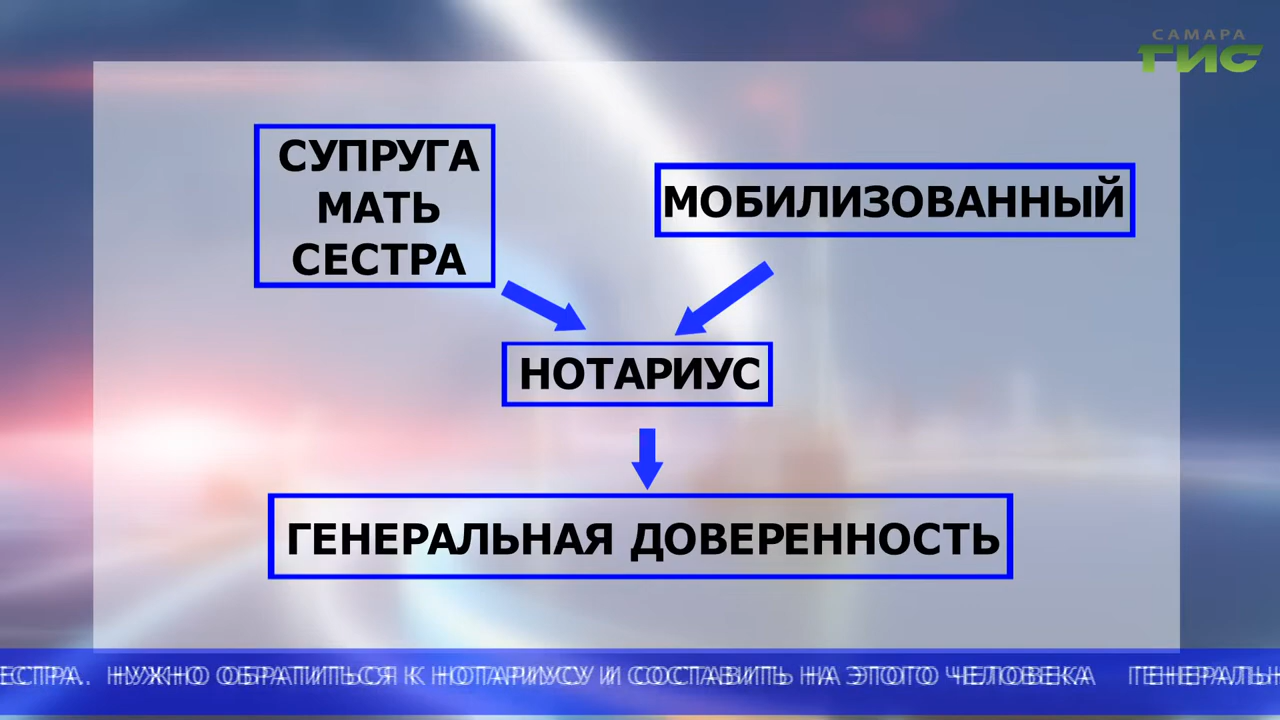 САМАРА
ГИС
СУПРУГА
МАТЬ
СЕСТРА
МОБИЛИЗОВАННЫЙ
НОТАРИУС
ГЕНЕРАЛЬНАЯ ДОВЕРЕННОСТЬ
ЕСТРА.. НУЖНО ОБРАТИТЬСЯ К НОТАРИУСУ И СОСТАВИТЬ НА ЭТОГО ЧЕЛОВЕКА ГЕНЕРАЛЬН